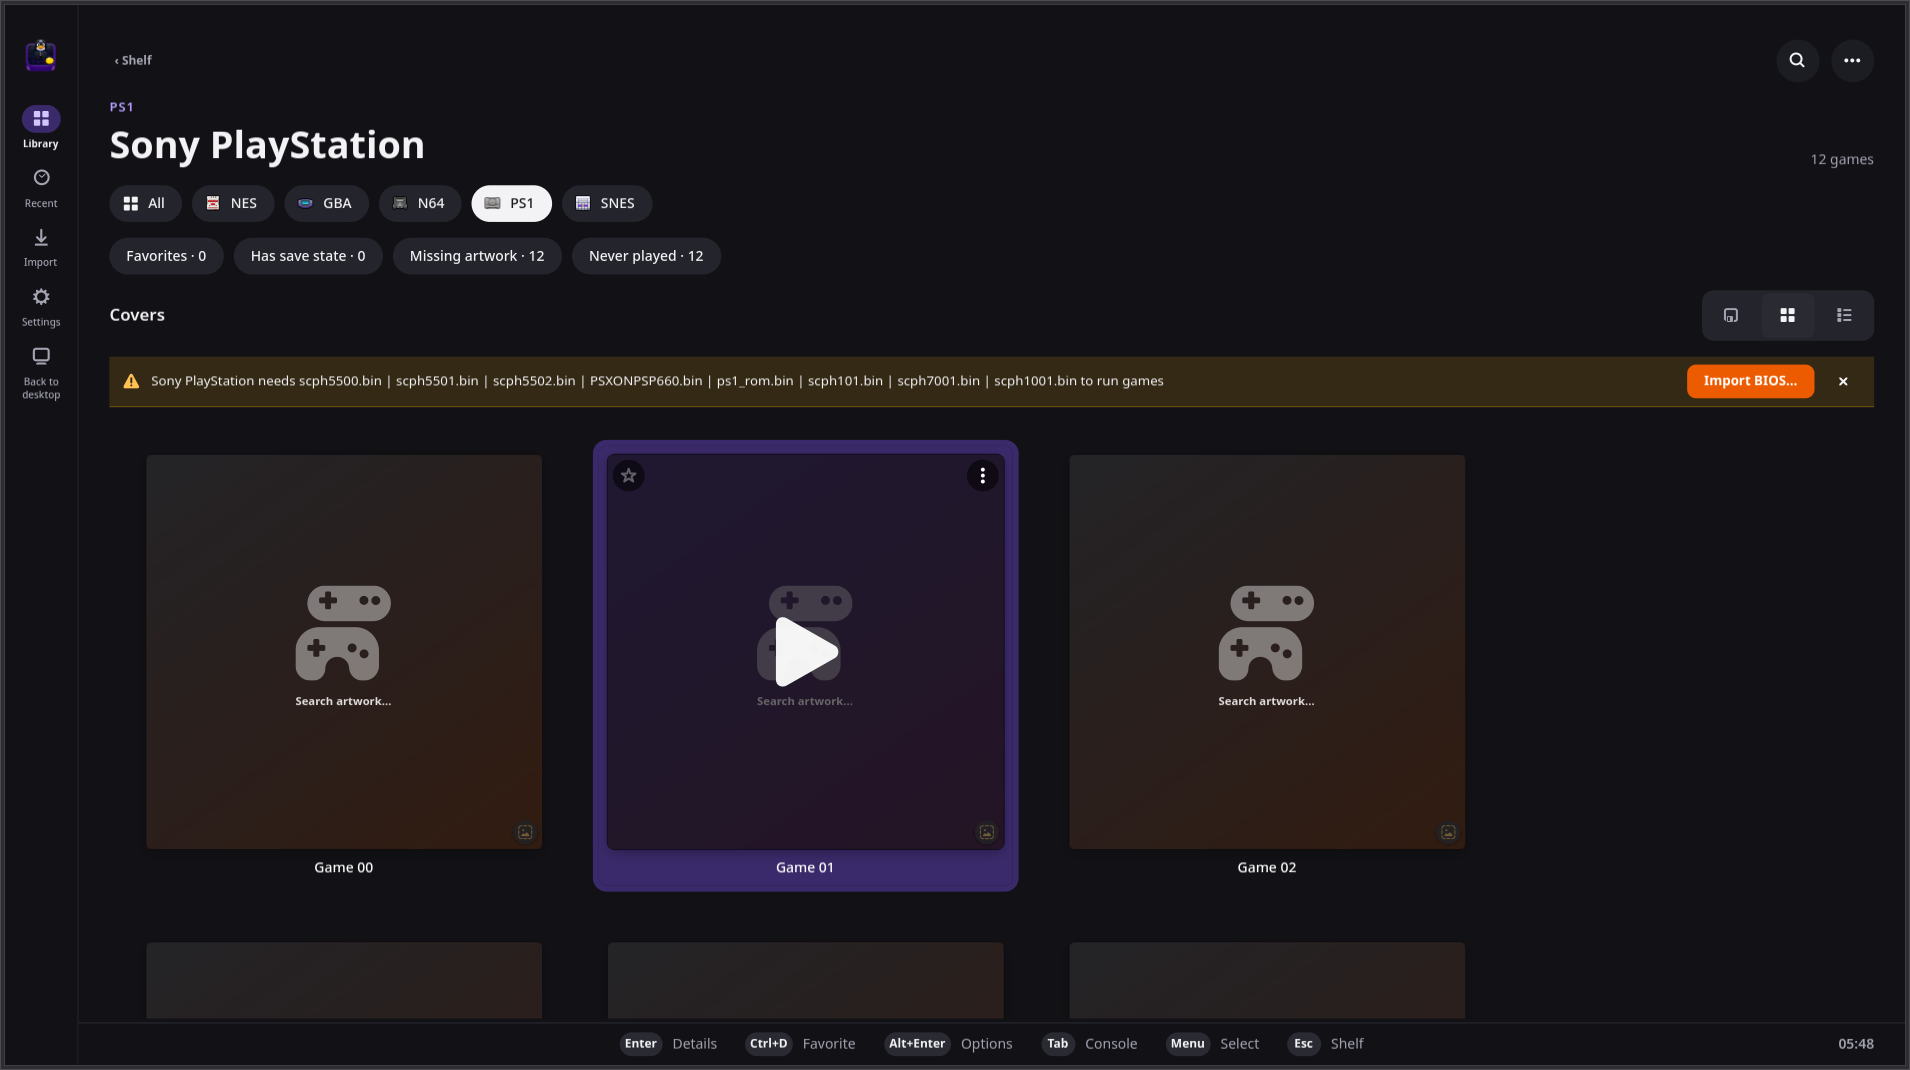 ‹ Shelf
PS1
Sony PlayStation
12 games
Library
Recent
Import
Settings
Back to
desktop
All
NES
GBA
N64
PS1
SNES
Favorites · 0
Has save state · 0
Missing artwork · 12
Never played · 12
Covers
Sony PlayStation needs scph5500.bin | scph5501.bin | scph5502.bin | PSXONPSP660.bin | ps1_rom.bin | scph101.bin | scph7001.bin | scph1001.bin to run games
Import BIOS...
Search artwork...
Search artwork...
Search artwork...
Game 00
Game 01
Game 02
Enter Details
Ctrl+D Favorite
Alt+Enter Options
Tab Console
Menu Select
Esc Shelf
05:48